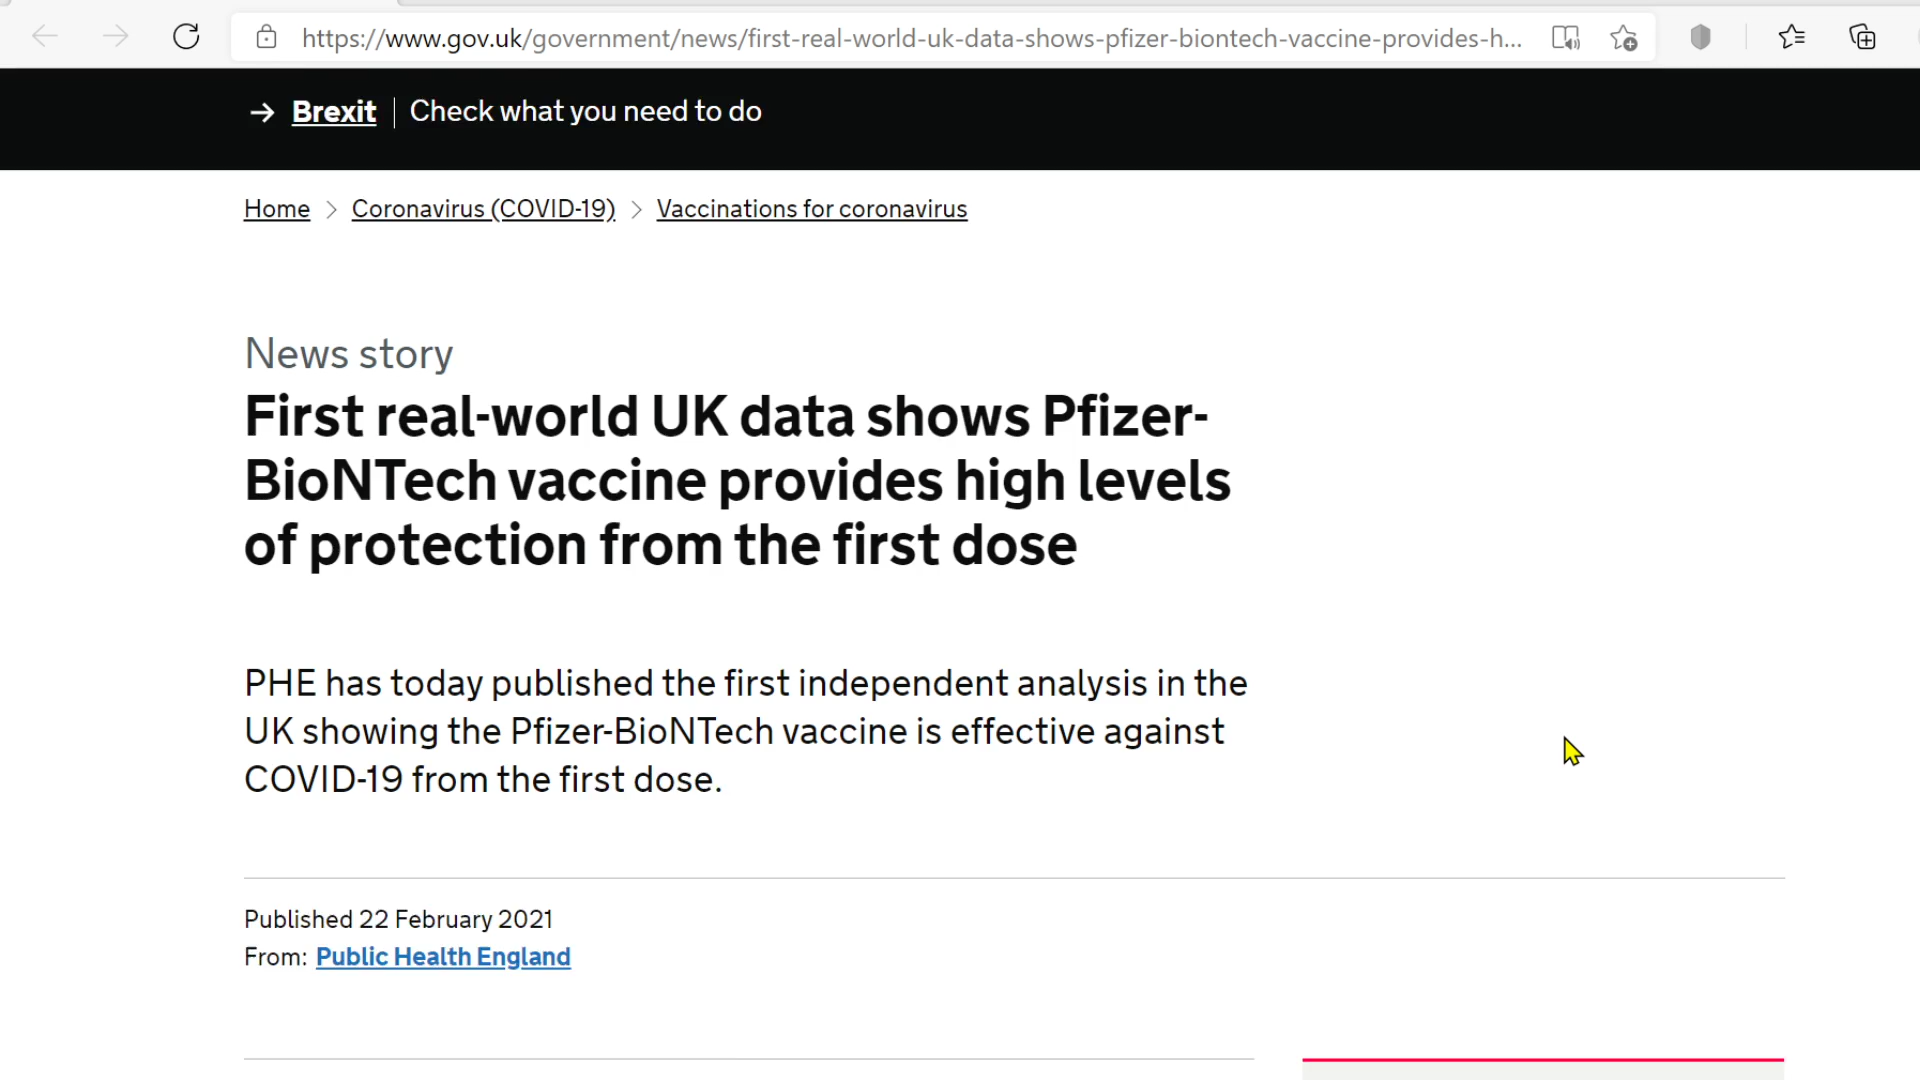 https://www.gov.uk/government/news/first-real-world-uk-data-shows-pfizer-biontech-vaccine-provides-h...
→ Brexit | Check what you need to do
Home > Coronavirus (COVID-19) > Vaccinations for coronavirus
News story
First real-world UK data shows Pfizer-
BioNTech vaccine provides high levels
of protection from the first dose
PHE has today published the first independent analysis in the
UK showing the Pfizer-BioNTech vaccine is effective against
COVID-19 from the first dose.
Published 22 February 2021
From: Public Health England